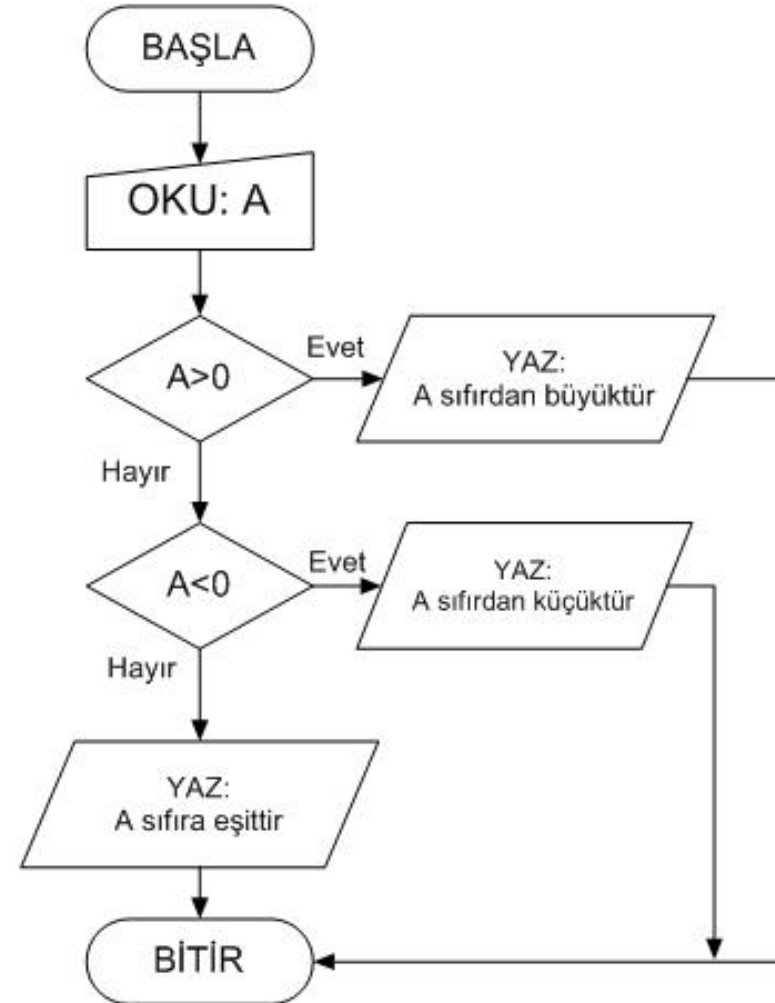 BAŞLA
OKU: A
A>0
Evet
YAZ:
A sıfırdan büyüktür
Hayır
A<0
Evet
YAZ:
A sıfırdan küçüktür
Hayır
YAZ:
A sıfıra eşittir
BİTİR